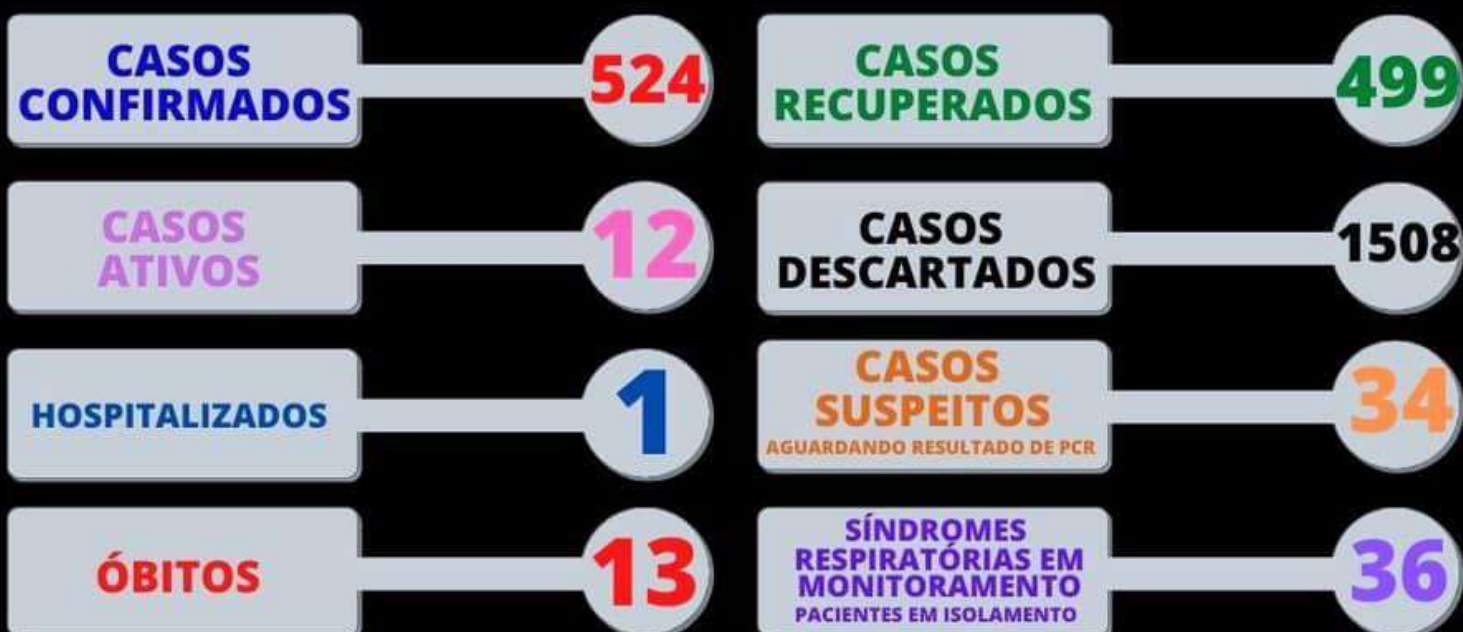 CASOS
CONFIRMADOS
524
CASOS
RECUPERADOS
499
CASOS
ATIVOS
12
CASOS
DESCARTADOS
1508
HOSPITALIZADOS
1
CASOS
SUSPEITOS
AGUARDANDO RESULTADO DE PCR
34
ÓBITOS
13
SÍNDROMES
RESPIRATÓRIAS EM
MONITORAMENTO
PACIENTES EM ISOLAMENTO
36